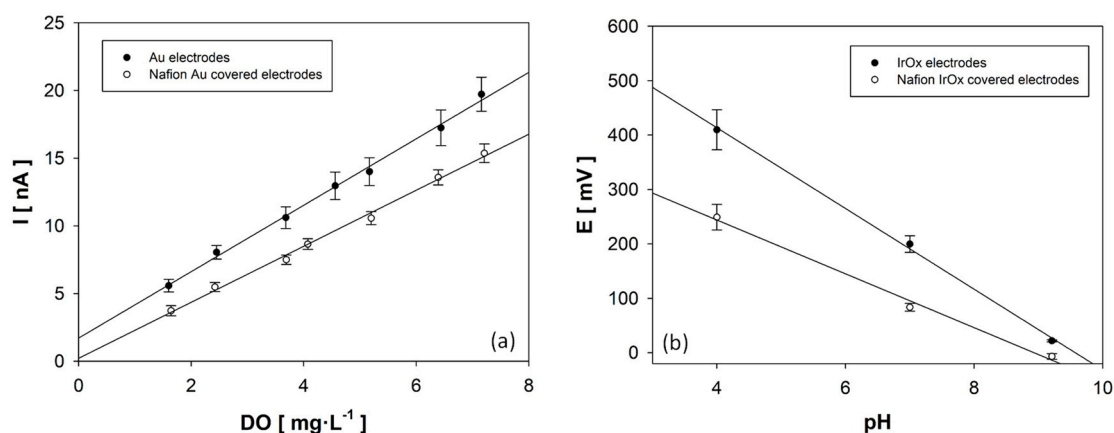 25
20
15
10
5
0
I [ nA ]
Au electrodes
Nafion Au covered electrodes
(a)
0 2 4 6 8
DO [ mg·L⁻¹ ]
600
500
400
300
200
100
0
E [ mV ]
IrOx electrodes
Nafion IrOx covered electrodes
(b)
4 6 8 10
pH